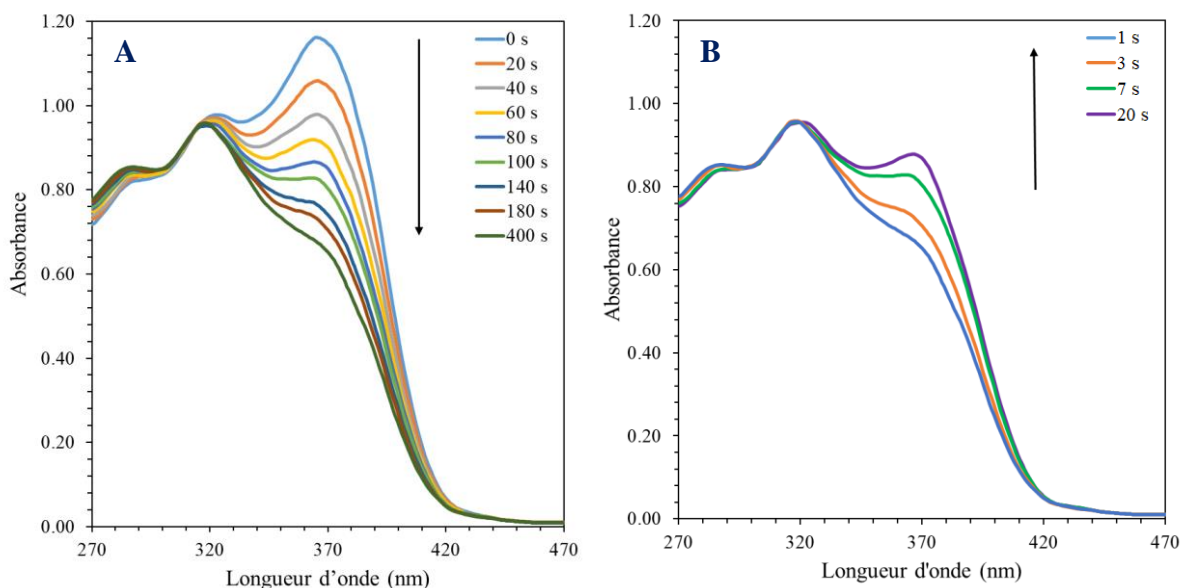 A
Absorbance
1.20
1.00
0.80
0.60
0.40
0.20
0.00
270
320
370
420
470
Longueur d’onde (nm)
0 s
20 s
40 s
60 s
80 s
100 s
140 s
180 s
400 s
B
Absorbance
1.20
1.00
0.80
0.60
0.40
0.20
0.00
270
320
370
420
470
Longueur d'onde (nm)
1 s
3 s
7 s
20 s